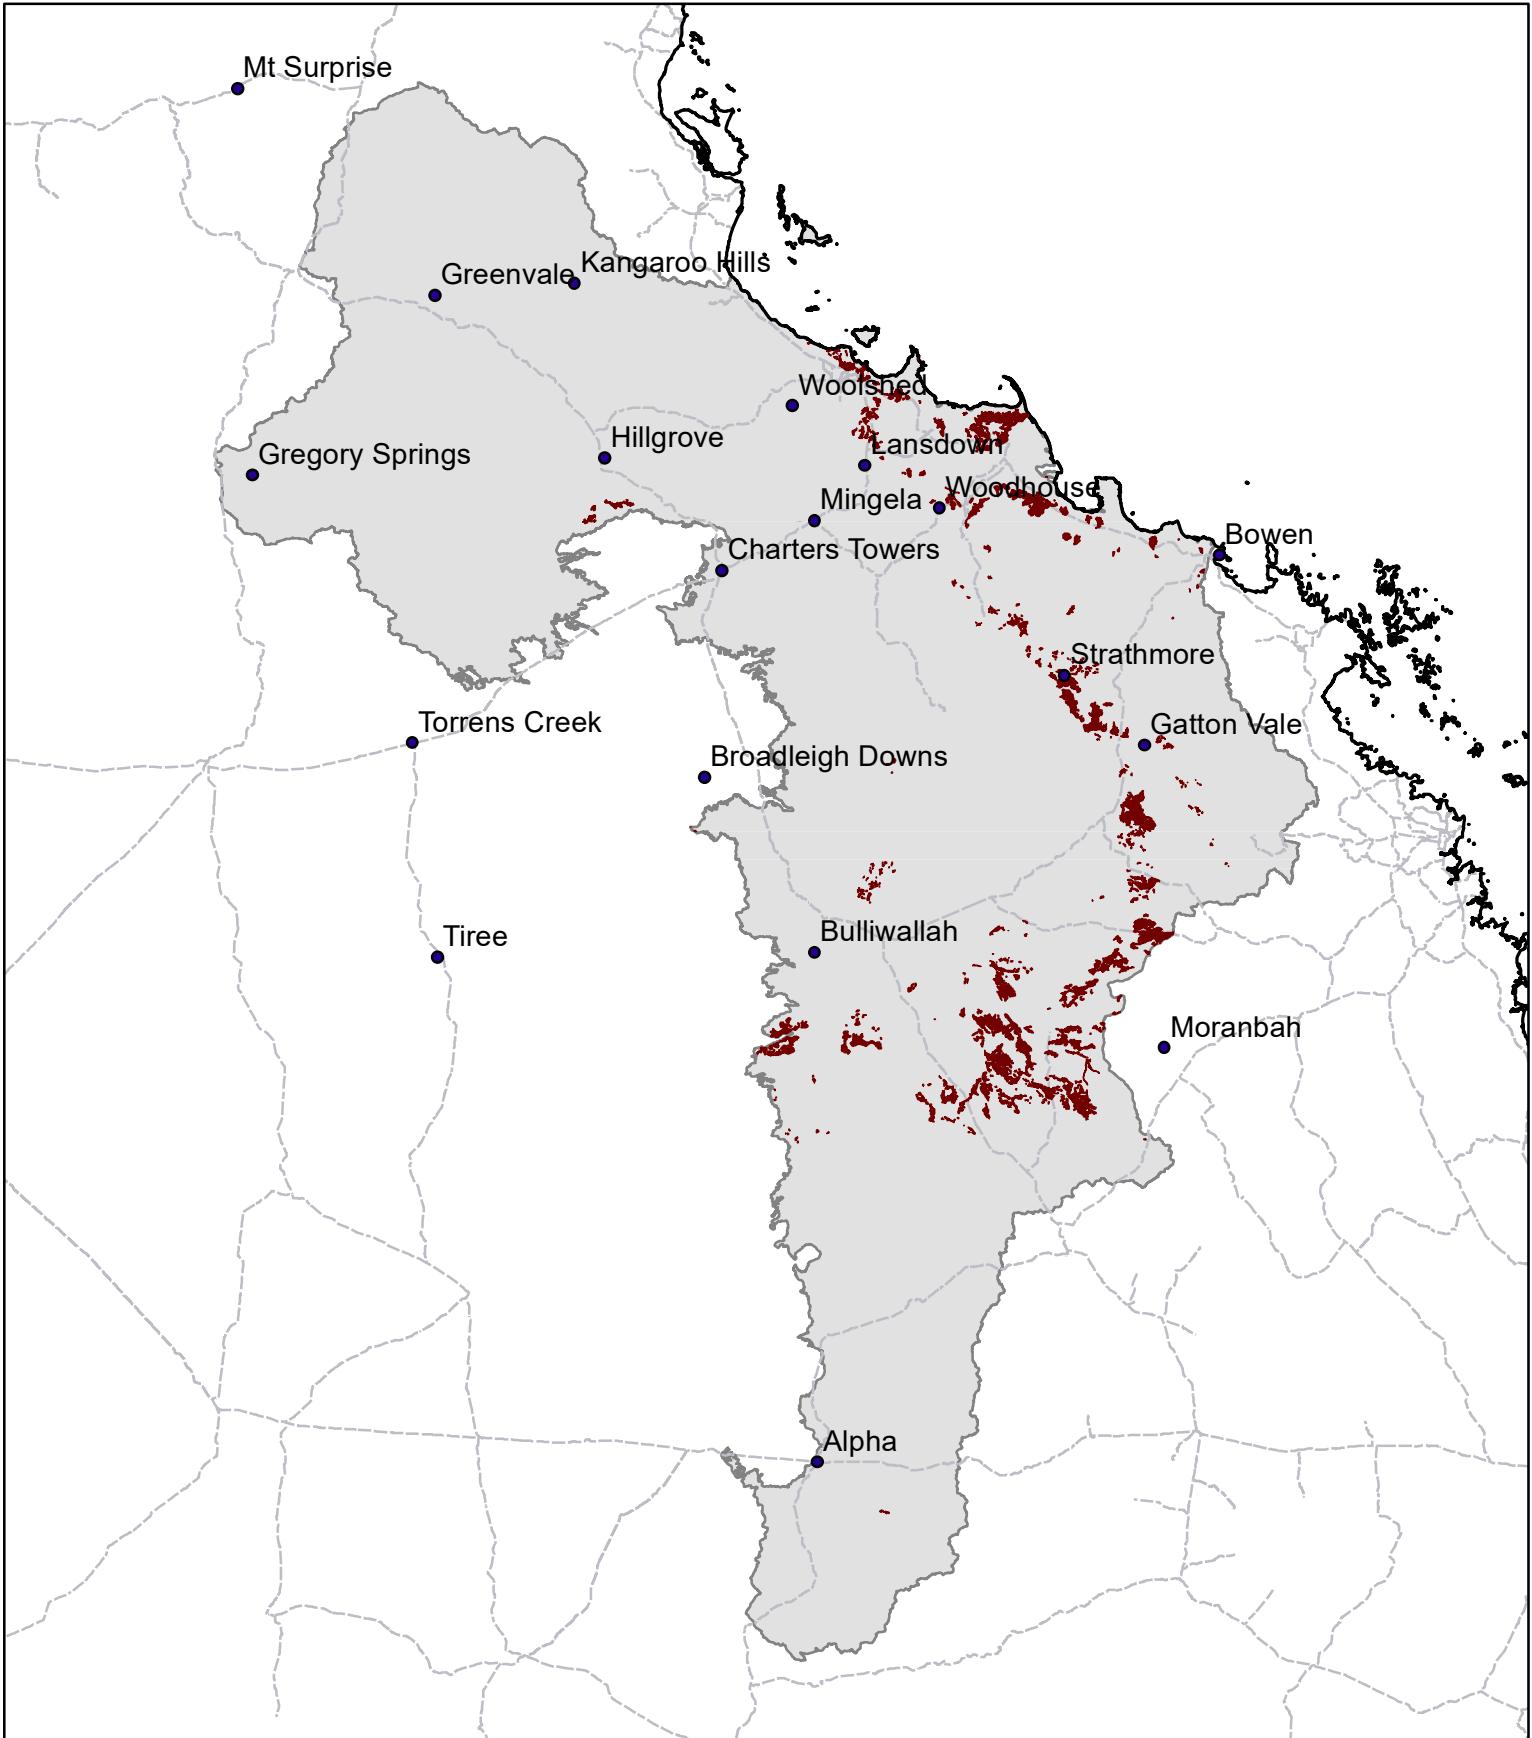 Mt Surprise
Kangaroo Hills
Greenvale
Woolshed
Hillgrove
Lansdown
Gregory Springs
Woodhouse
Mingela
Bowen
Charters Towers
Strathmore
Torrens Creek
Gatton Vale
Broadleigh Downs
Bulliwallah
Tiree
Moranbah
Alpha